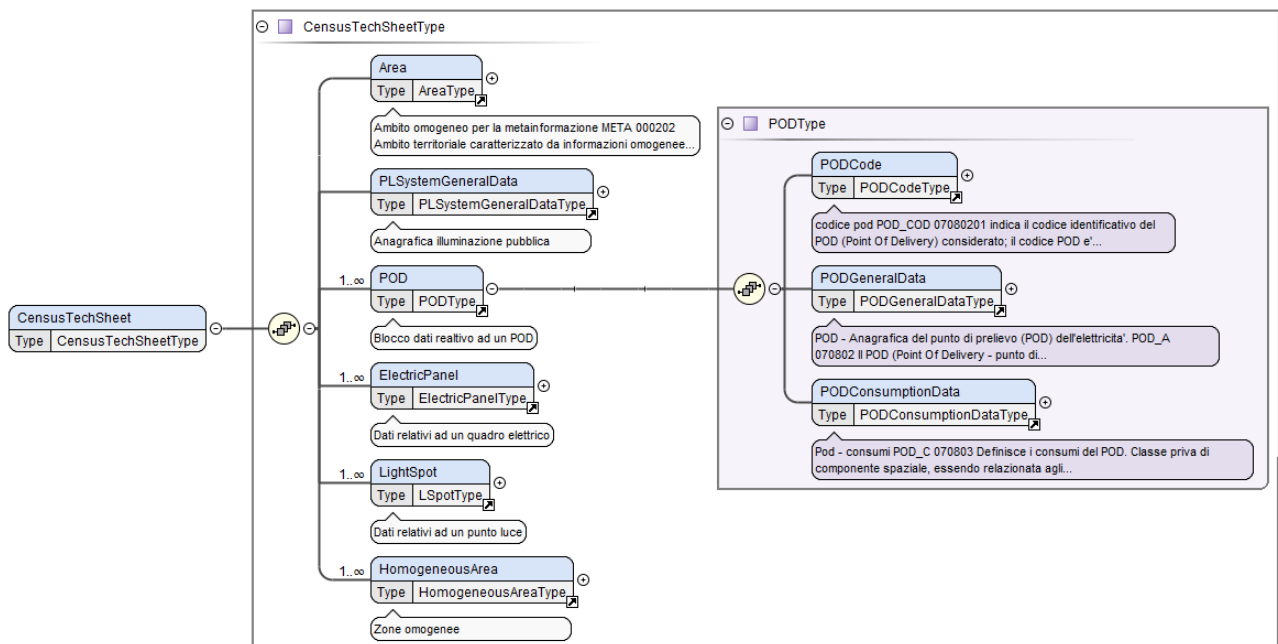 CensusTechSheetType
Area
Type AreaType
Ambito omogeneo per la metainformazione META 000202
Ambito territoriale caratterizzato da informazioni omogenee...
PLSystemGeneralData
Type PLSystemGeneralDataType
Anagrafica illuminazione pubblica
1..∞
POD
Type PODType
Blocco dati realtivo ad un POD
CensusTechSheet
Type CensusTechSheetType
1..∞
ElectricPanel
Type ElectricPanelType
Dati relativi ad un quadro elettrico
1..∞
LightSpot
Type LSpotType
Dati relativi ad un punto luce
1..∞
HomogeneousArea
Type HomogeneousAreaType
Zone omogenee
PODType
PODCode
Type PODCodeType
codice pod POD_COD 07080201 indica il codice identificativo del
POD (Point Of Delivery) considerato; il codice POD e'...
PODGeneralData
Type PODGeneralDataType
POD - Anagrafica del punto di prelievo (POD) dell'elettricita'. POD_A
070802 Il POD (Point Of Delivery - punto di...
PODConsumptionData
Type PODConsumptionDataType
Pod - consumi POD_C 070803 Definisce i consumi del POD. Classe priva di
componente spaziale, essendo relazionata agli...